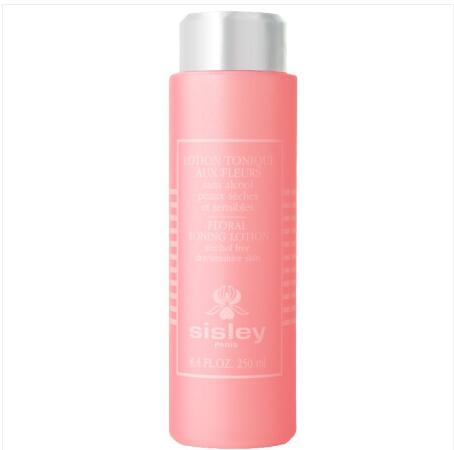 LOTION TONIQUE
AUX FLEURS
sans alcool
peaux sèches
et sensibles
FLORAL
TONING LOTION
alcohol free
dry/sensitive skin
sisley
PARIS
8.4 FL.OZ. 250 ml